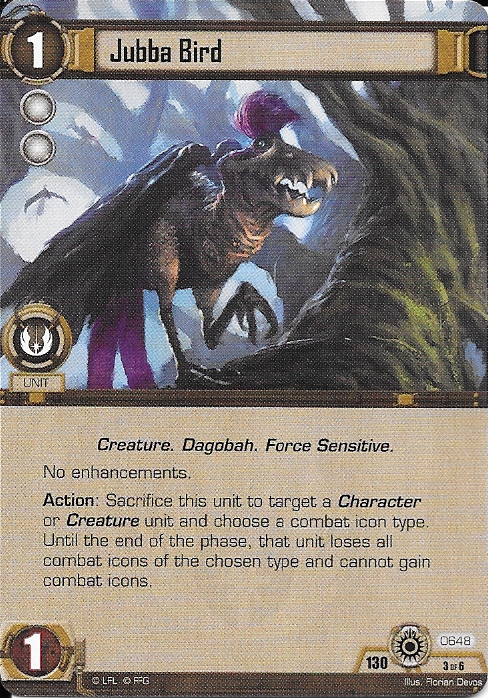 1
Jubba Bird
UNIT
Creature. Dagobah. Force Sensitive.
No enhancements.
Action: Sacrifice this unit to target a Character
or Creature unit and choose a combat icon type.
Until the end of the phase, that unit loses all
combat icons of the chosen type and cannot gain
combat icons.
1
0648
130
3 OF 6
© LFL © FFG
Illus. Florian Devos